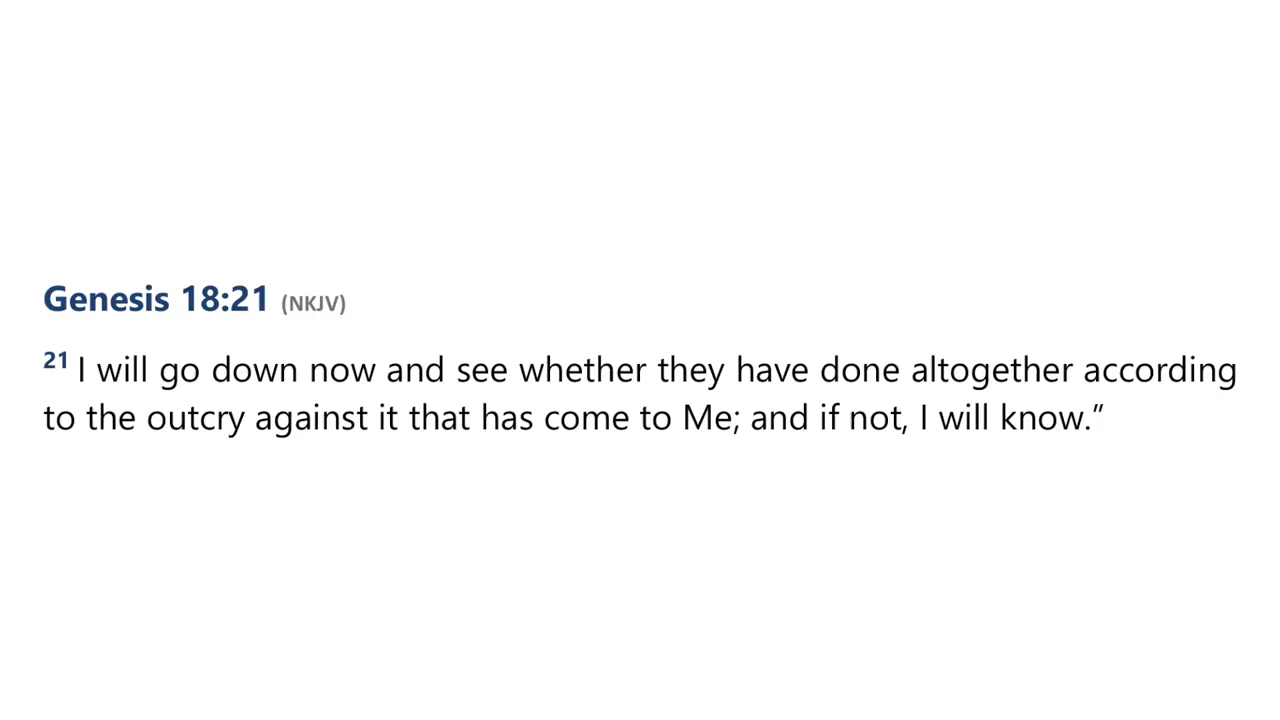 Genesis 18:21 (NKJV)
21 I will go down now and see whether they have done altogether according
to the outcry against it that has come to Me; and if not, I will know.”